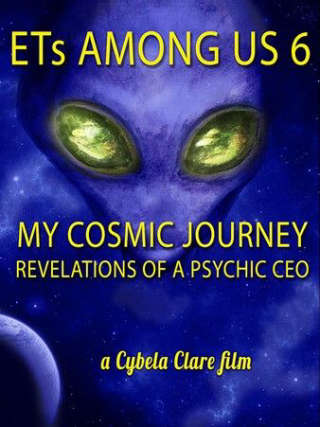 ETs AMONG US 6
MY COSMIC JOURNEY
REVELATIONS OF A PSYCHIC CEO
a Cybela Clare film